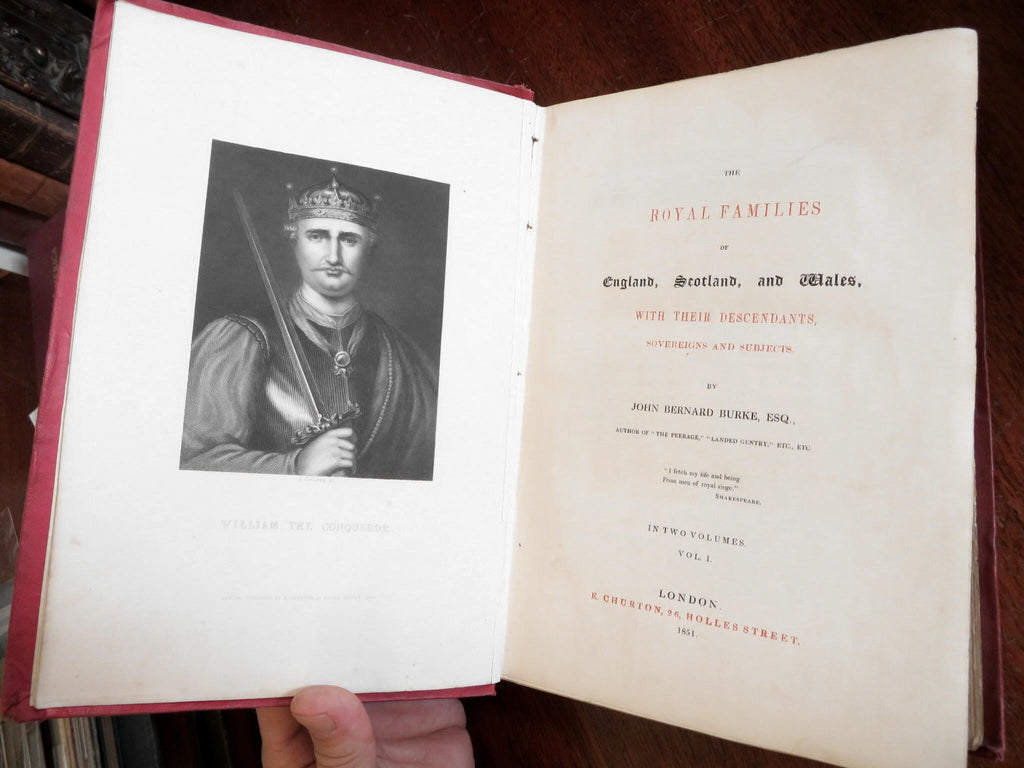 WILLIAM THE CONQUEROR.
THE
ROYAL FAMILIES
OF
England, Scotland, and Wales,
WITH THEIR DESCENDANTS,
SOVEREIGNS AND SUBJECTS.
BY
JOHN BERNARD BURKE, ESQ.,
AUTHOR OF "THE PEERAGE," "LANDED GENTRY," ETC., ETC.
"I fetch my life and being
From men of royal siege."
SHAKESPEARE.
IN TWO VOLUMES.
VOL. I.
LONDON.
E. CHURTON, 26, HOLLES STREET.
1851.